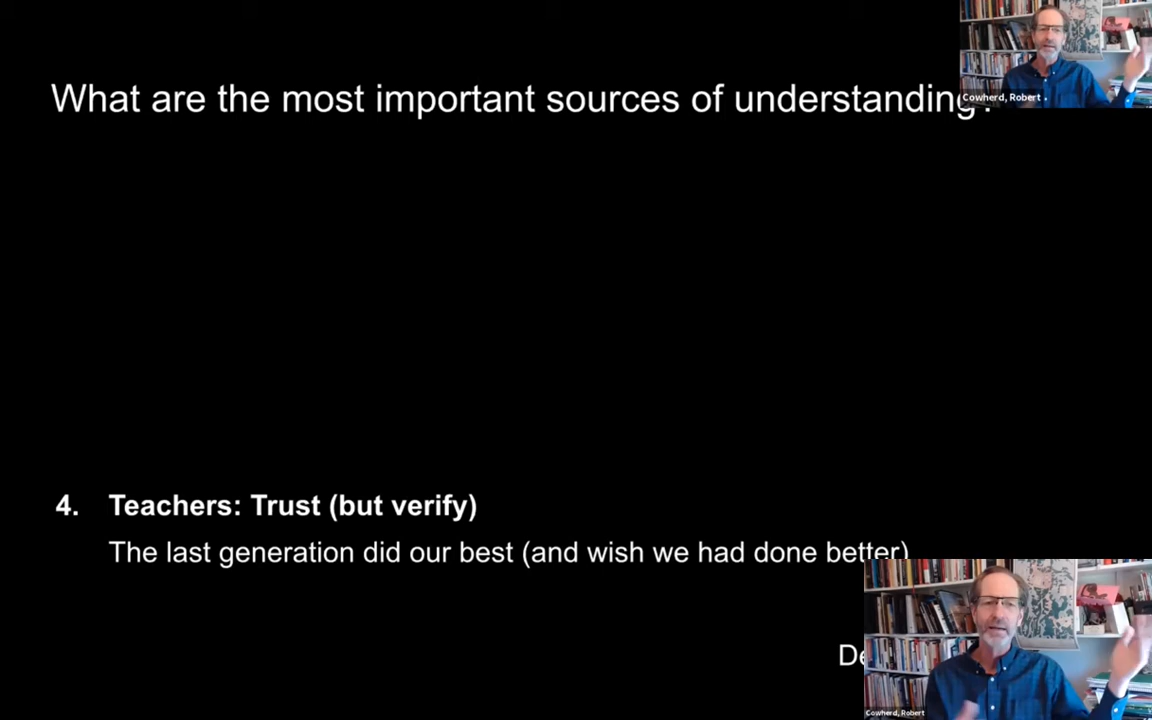 What are the most important sources of understanding?
Cowherd, Robert
4. Teachers: Trust (but verify)
The last generation did our best (and wish we had done better)
Cowherd, Robert